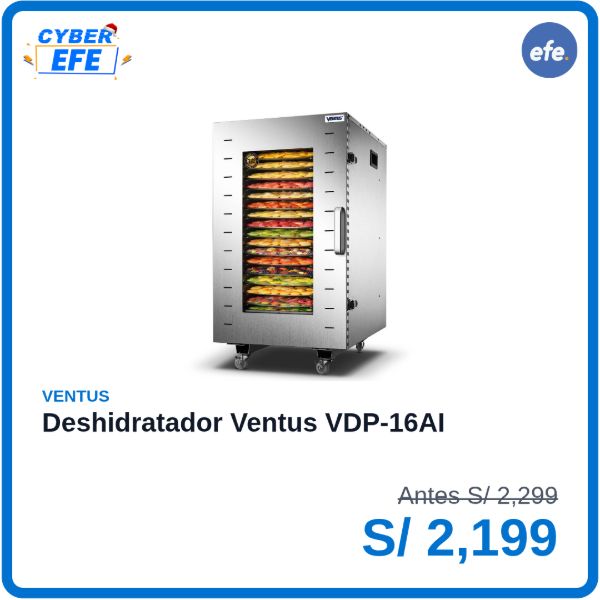 CYBER
EFE
efe.
VENTUS
VENTUS
Deshidratador Ventus VDP-16AI
Antes S/ 2,299
S/ 2,199